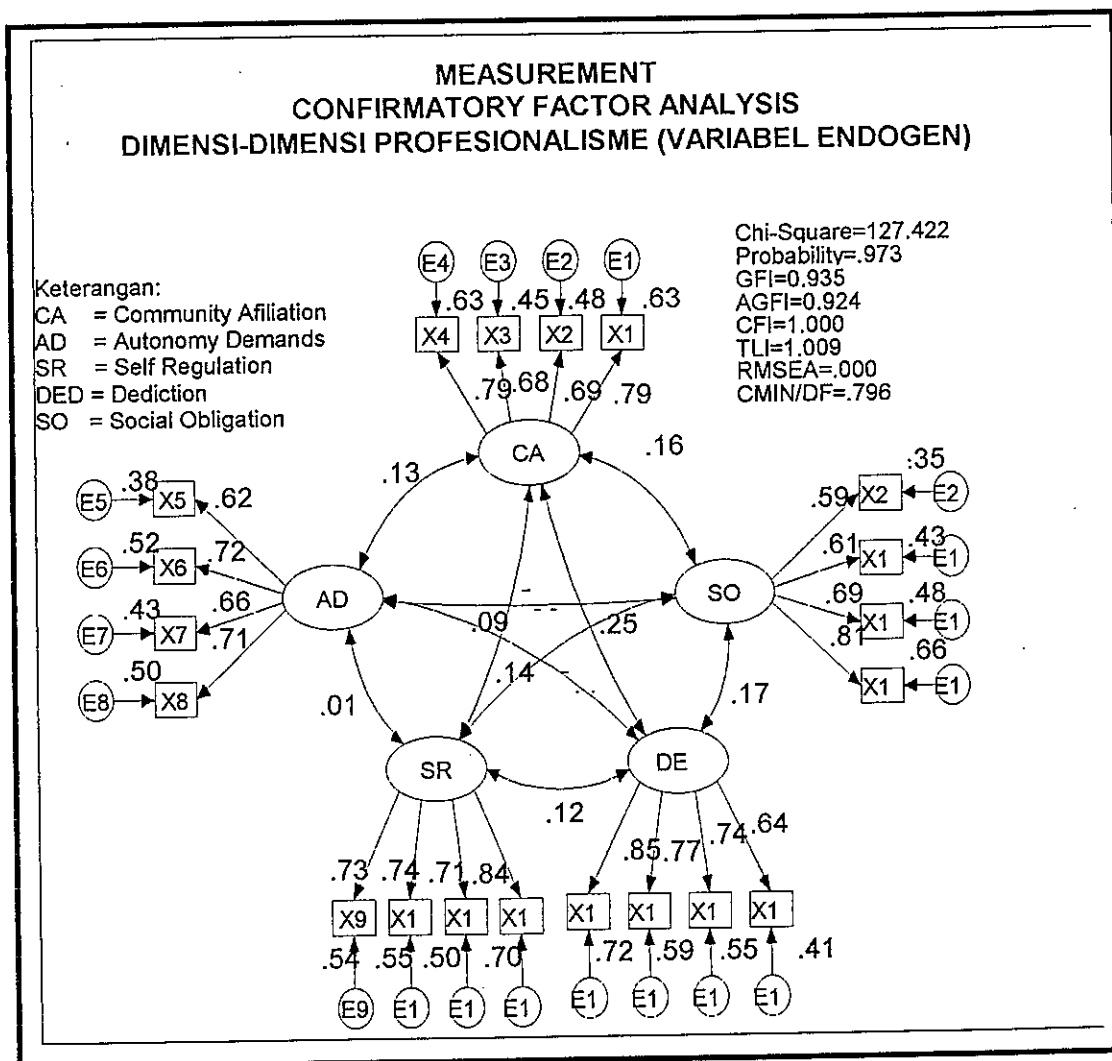 MEASUREMENT
CONFIRMATORY FACTOR ANALYSIS
DIMENSI-DIMENSI PROFESIONALISME (VARIABEL ENDOGEN)
Chi-Square=127.422
Probability=.973
GFI=0.935
AGFI=0.924
CFI=1.000
TLI=1.009
RMSEA=.000
CMIN/DF=.796
Keterangan:
CA = Community Afiliation
AD = Autonomy Demands
SR = Self Regulation
DED = Dediction
SO = Social Obligation
E4 E3 E2 E1
.63 .45 .48 .63
X4 X3 X2 X1
.79 .68 .69 .79
CA
.13 .16
E5 .38 X5 .62
E6 .52 X6 .72
E7 .43 X7 .66
E8 .50 X8 .71
AD
SO
.59 X2 .35 E2
.61 X1 .43 E1
.69 X1 .48 E1
.81 X1 .66 E1
.09 .25
.14
.01 .17
SR DE
.12
.73 .74 .71 .84
X9 X1 X1 X1
.54 .55 .50 .70
E9 E1 E1 E1
.85 .77 .74 .64
X1 X1 X1 X1
.72 .59 .55 .41
E1 E1 E1 E1